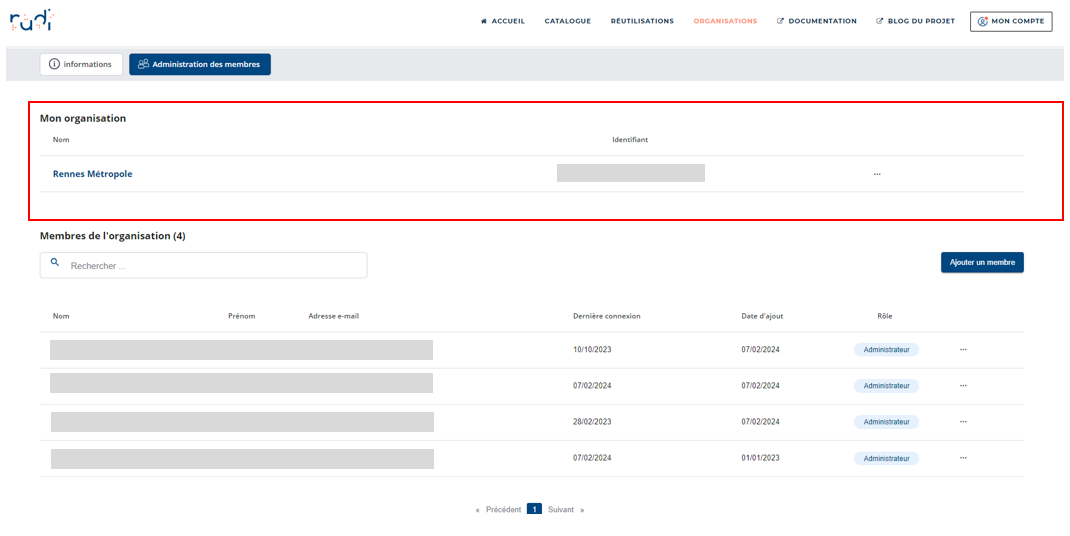 rudi
ACCUEIL CATALOGUE RÉUTILISATIONS ORGANISATIONS DOCUMENTATION BLOG DU PROJET MON COMPTE
informations Administration des membres
Mon organisation
Nom Identifiant
Rennes Métropole ...
Membres de l'organisation (4)
Rechercher ... Ajouter un membre
Nom Prénom Adresse e-mail Dernière connexion Date d'ajout Rôle
10/10/2023 07/02/2024 Administrateur ...
07/02/2024 07/02/2024 Administrateur ...
28/02/2023 07/02/2024 Administrateur ...
07/02/2024 01/01/2023 Administrateur ...
« Précédent 1 Suivant »